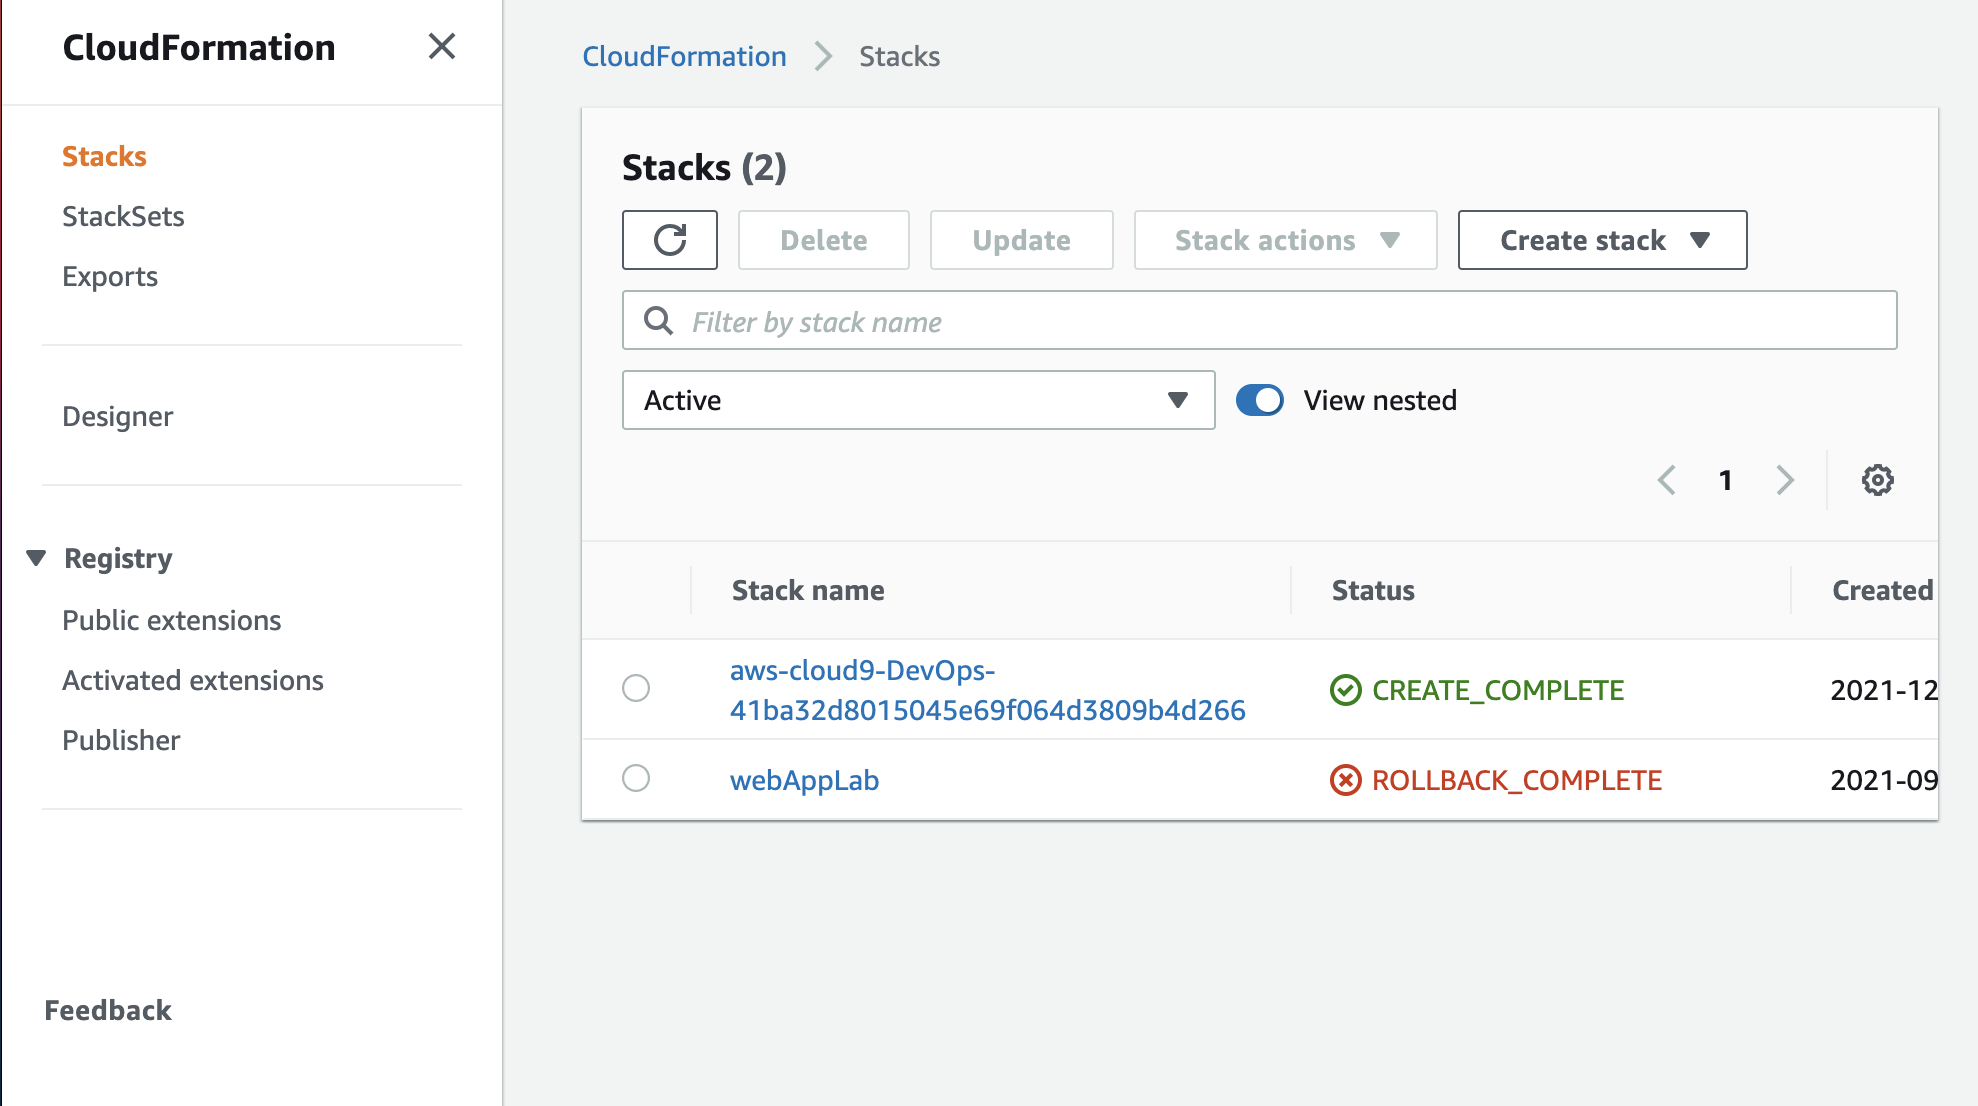 CloudFormation
Stacks
StackSets
Exports
Designer
Registry
Public extensions
Activated extensions
Publisher
Feedback
CloudFormation > Stacks
Stacks (2)
Delete Update Stack actions Create stack
Filter by stack name
Active View nested
1
Stack name Status Created
aws-cloud9-DevOps-
41ba32d8015045e69f064d3809b4d266 CREATE_COMPLETE 2021-12
webAppLab ROLLBACK_COMPLETE 2021-09